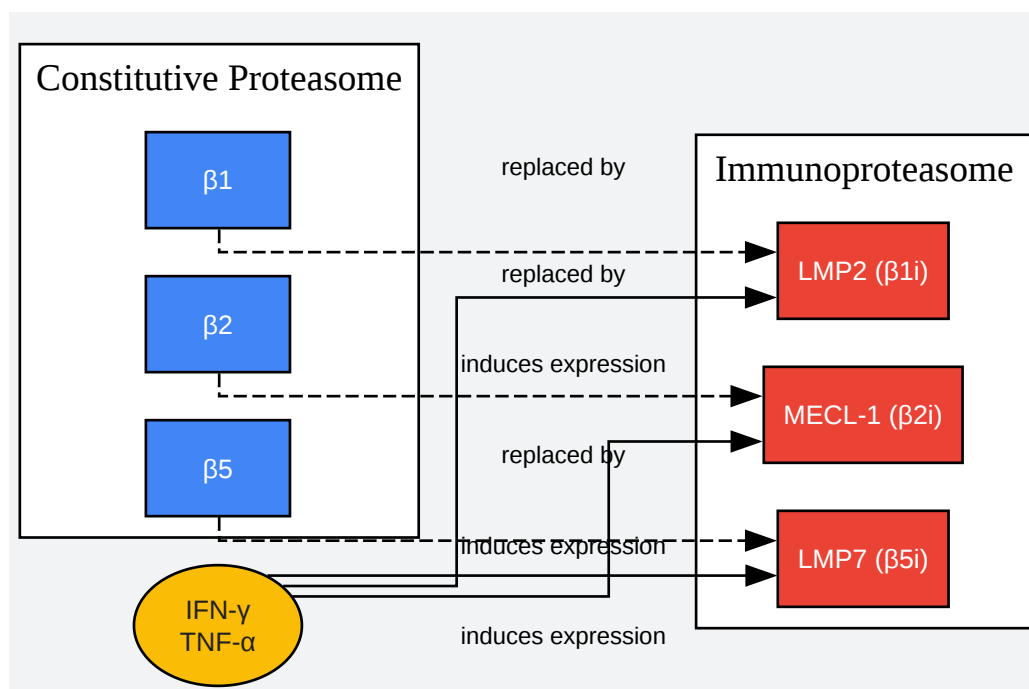 Constitutive Proteasome
β1
β2
β5
IFN-γ
TNF-α
replaced by
replaced by
induces expression
replaced by
induces expression
induces expression
Immunoproteasome
LMP2 (β1i)
MECL-1 (β2i)
LMP7 (β5i)